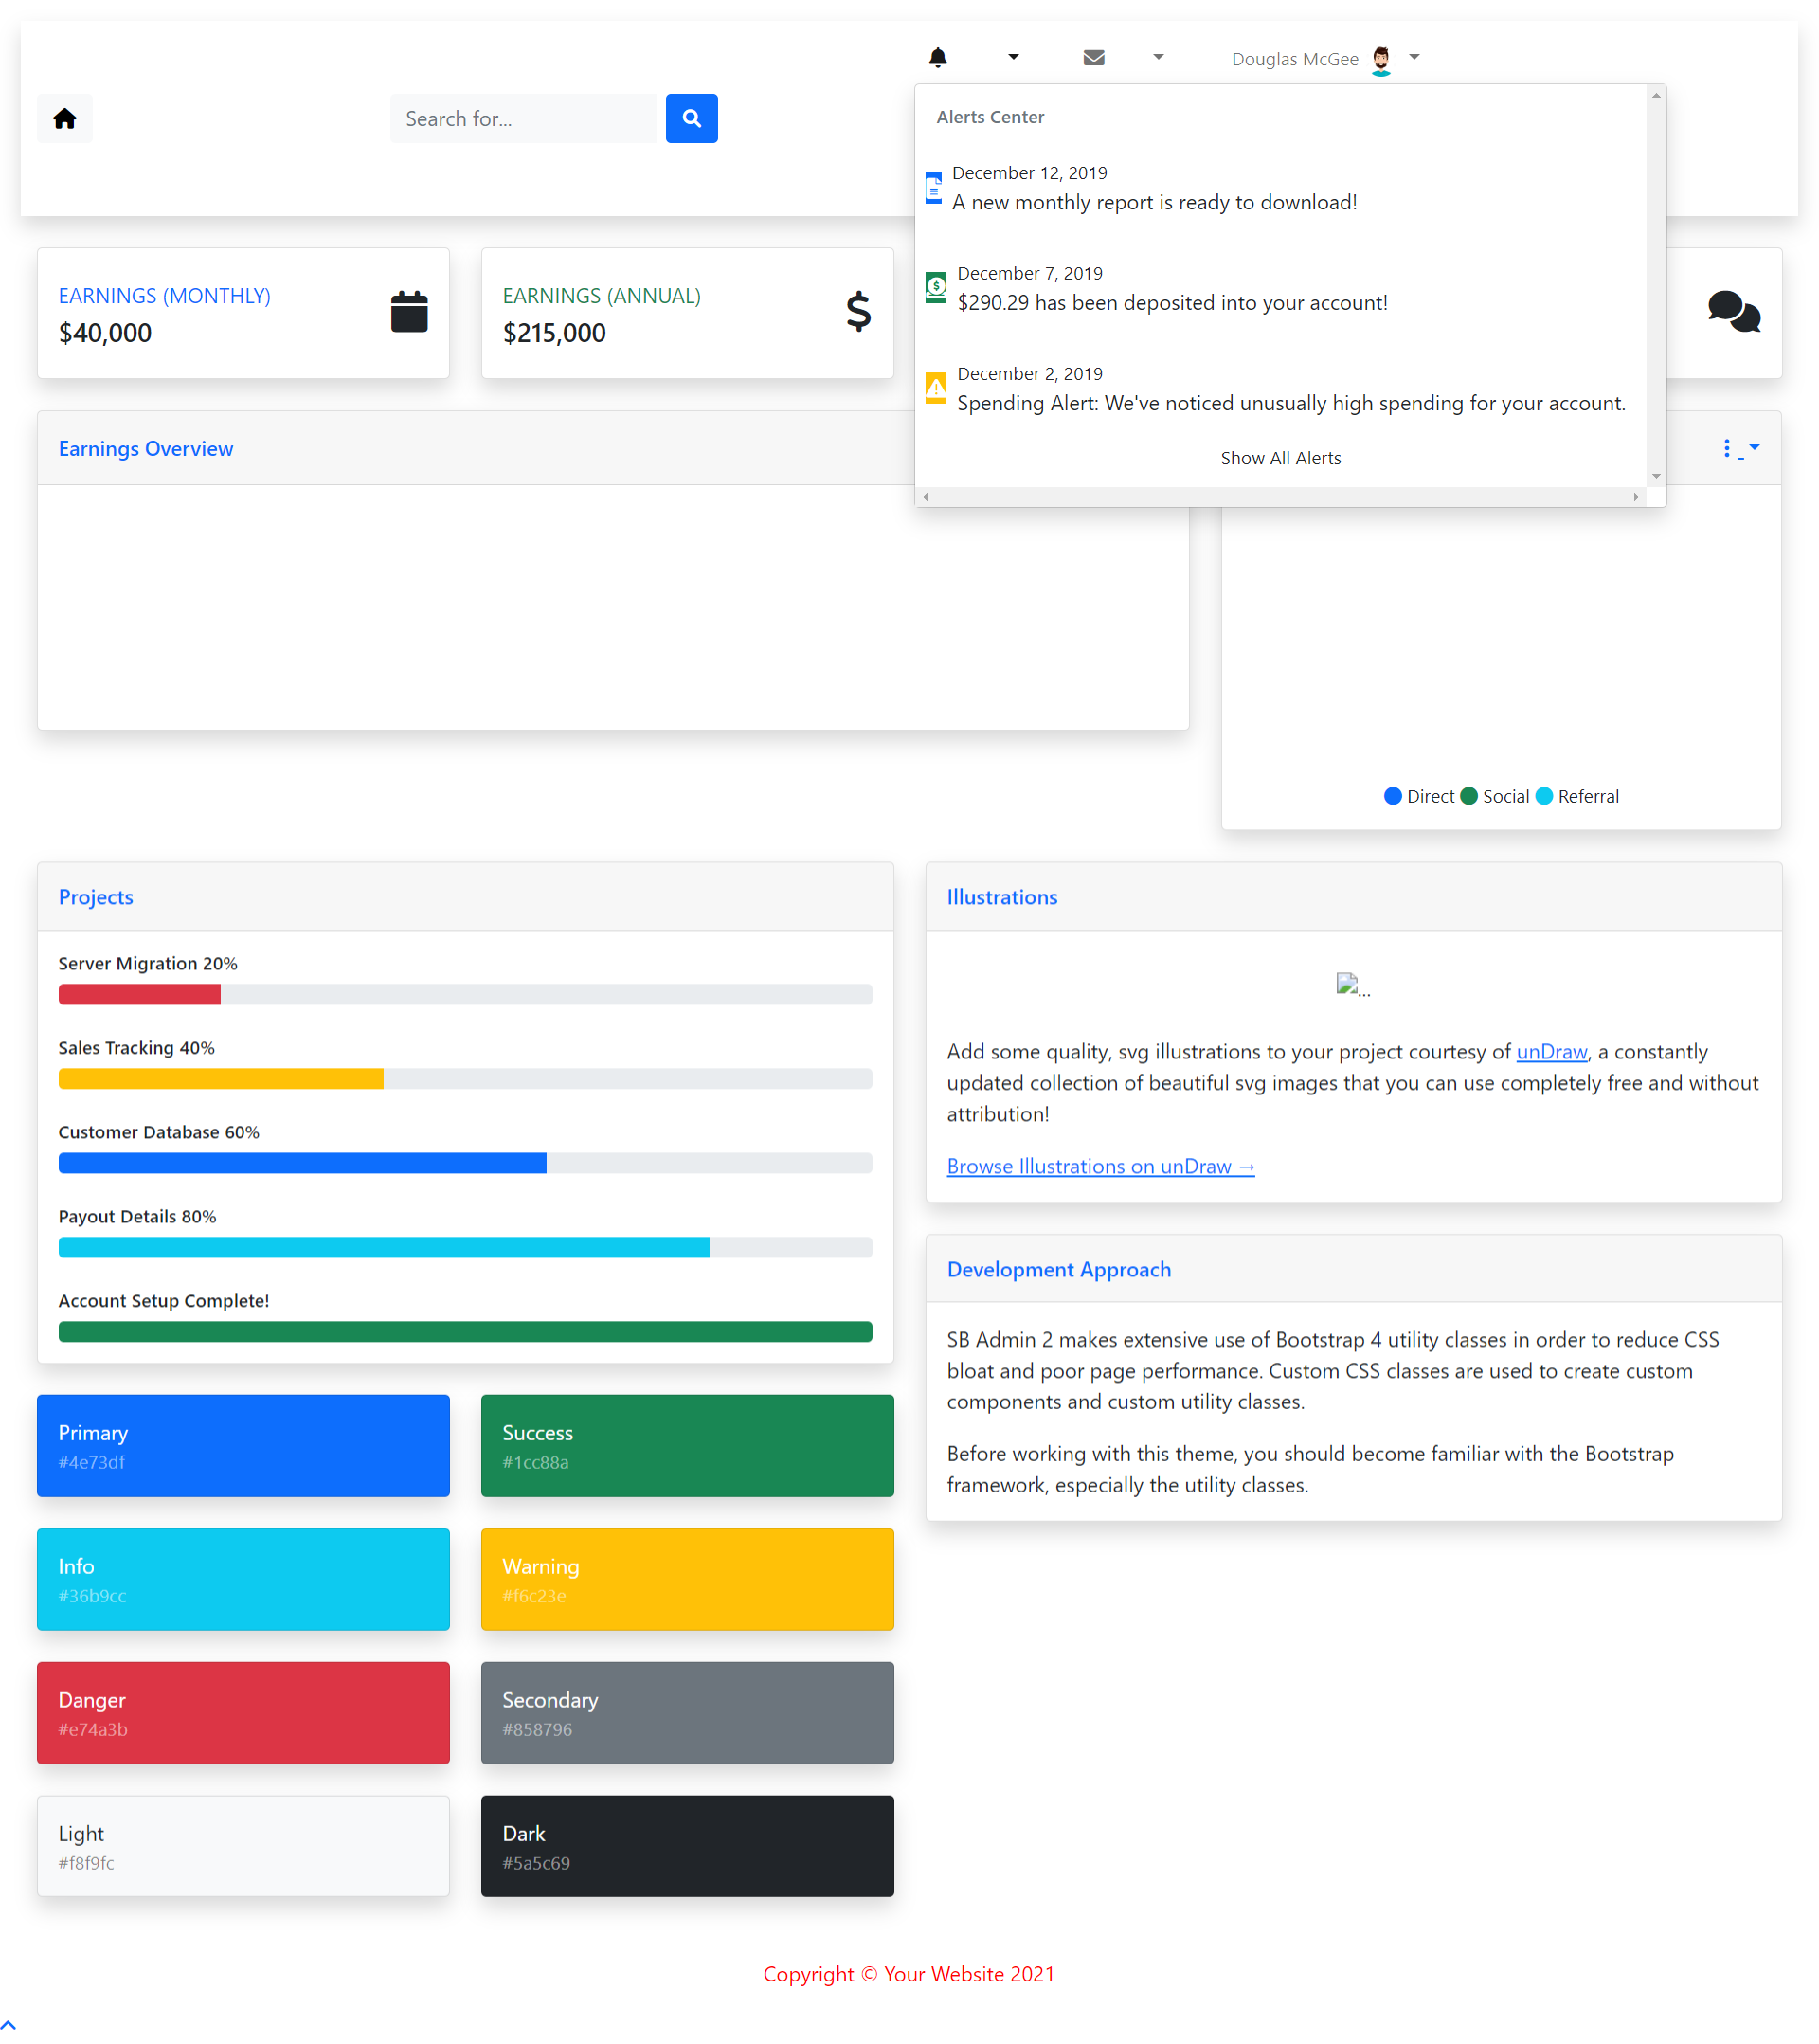 Douglas McGee
Search for...
Alerts Center
December 12, 2019
A new monthly report is ready to download!
December 7, 2019
$290.29 has been deposited into your account!
December 2, 2019
Spending Alert: We've noticed unusually high spending for your account.
Show All Alerts
EARNINGS (MONTHLY)
$40,000
EARNINGS (ANNUAL)
$215,000
Earnings Overview
Direct Social Referral
Projects
Server Migration 20%
Sales Tracking 40%
Customer Database 60%
Payout Details 80%
Account Setup Complete!
Illustrations
...
Add some quality, svg illustrations to your project courtesy of unDraw, a constantly
updated collection of beautiful svg images that you can use completely free and without
attribution!
Browse Illustrations on unDraw →
Development Approach
SB Admin 2 makes extensive use of Bootstrap 4 utility classes in order to reduce CSS
bloat and poor page performance. Custom CSS classes are used to create custom
components and custom utility classes.
Before working with this theme, you should become familiar with the Bootstrap
framework, especially the utility classes.
Primary
#4e73df
Success
#1cc88a
Info
#36b9cc
Warning
#f6c23e
Danger
#e74a3b
Secondary
#858796
Light
#f8f9fc
Dark
#5a5c69
Copyright © Your Website 2021